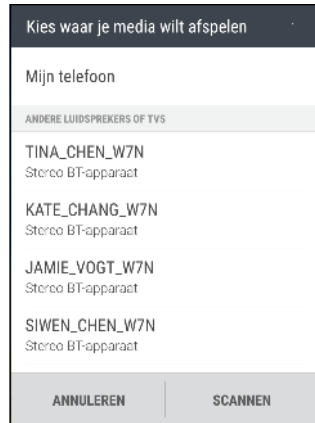 Kies waar je media wilt afspelen
Mijn telefoon
ANDERE LUIDSPREKERS OF TVS
TINA_CHEN_W7N
Stereo BT-apparaat
KATE_CHANG_W7N
Stereo BT-apparaat
JAMIE_VOGT_W7N
Stereo BT-apparaat
SIWEN_CHEN_W7N
Stereo BT-apparaat
ANNULEREN
SCANNEN